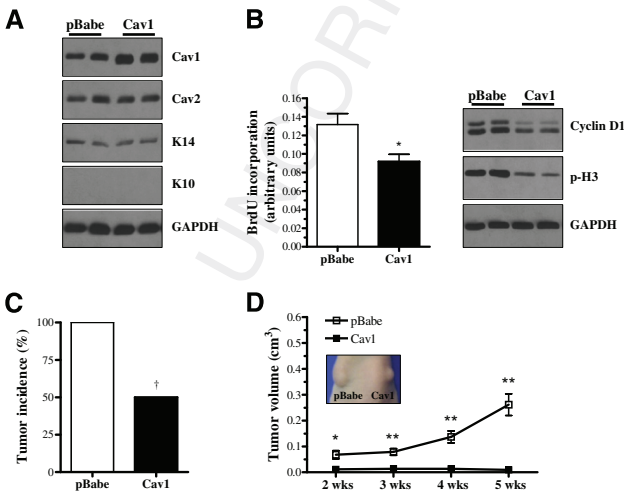 A
pBabe Cav1
Cav1
Cav2
K14
K10
GAPDH
B
BrdU incorporation
(arbitrary units)
0.16
0.14
0.12
0.10
0.08
0.06
0.04
0.02
0.00
*
pBabe Cav1
pBabe Cav1
Cyclin D1
p-H3
GAPDH
UNCOR
C
Tumor incidence (%)
100
75
50
25
0
†
pBabe Cav1
D
Tumor volume (cm³)
0.6
0.5
0.4
0.3
0.2
0.1
0.0
pBabe
Cav1
pBabe Cav1
* ** ** **
2 wks 3 wks 4 wks 5 wks